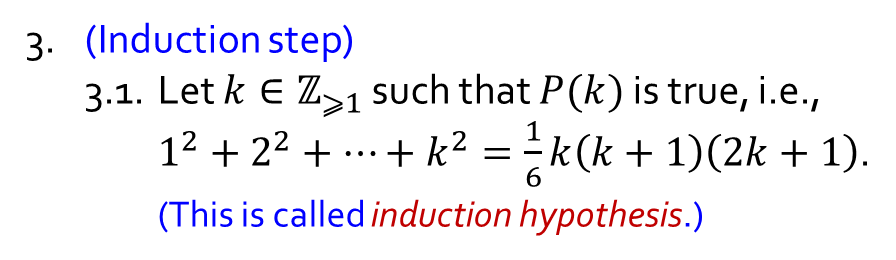 3. (Induction step)
3.1. Let k ∈ ℤ⩾1 such that P(k) is true, i.e.,
1² + 2² + ⋯ + k² = 1/6 k(k + 1)(2k + 1).
(This is called induction hypothesis.)